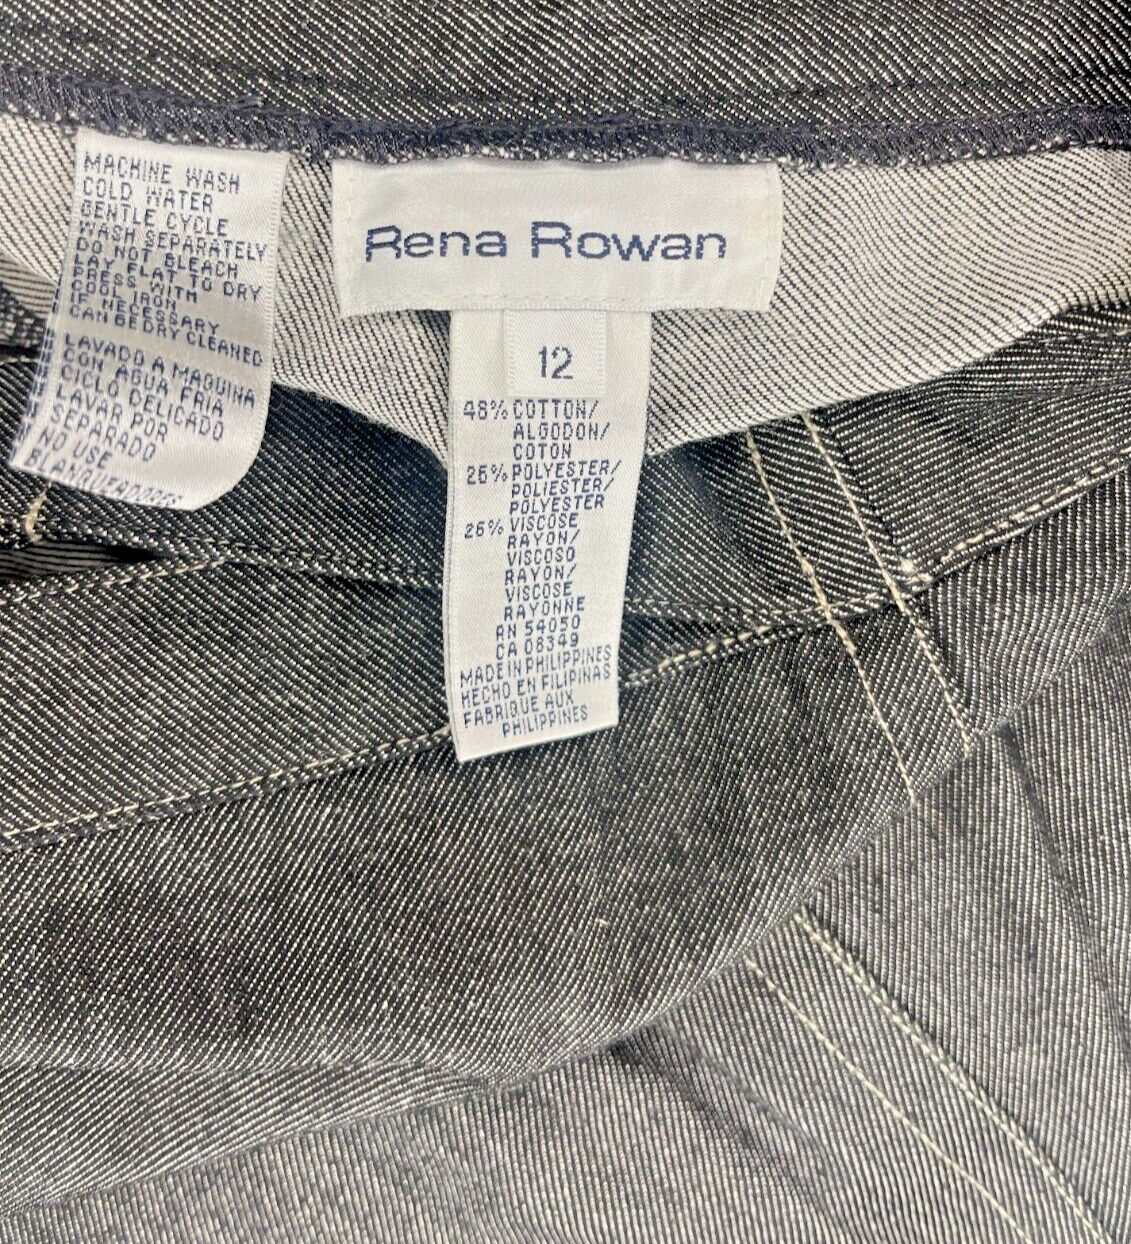 MACHINE WASH
COLD WATER
GENTLE CYCLE
WASH SEPARATELY
DO NOT BLEACH
LAY FLAT TO DRY
PRESS WITH
COOL IRON
IF NECESSARY
CAN BE DRY CLEANED
LAVADO A MAQUINA
CON AGUA FRIA
CICLO DELICADO
LAVAR POR
SEPARADO
NO USE
BLANQUEADORES
Rena Rowan
12
48% COTTON/
ALGODON/
COTON
26% POLYESTER/
POLIESTER/
POLYESTER
26% VISCOSE
RAYON/
VISCOSO
RAYON/
VISCOSE
RAYONNE
RN 54050
CA 08349
MADE IN PHILIPPINES
HECHO EN FILIPINAS
FABRIQUE AUX
PHILIPPINES